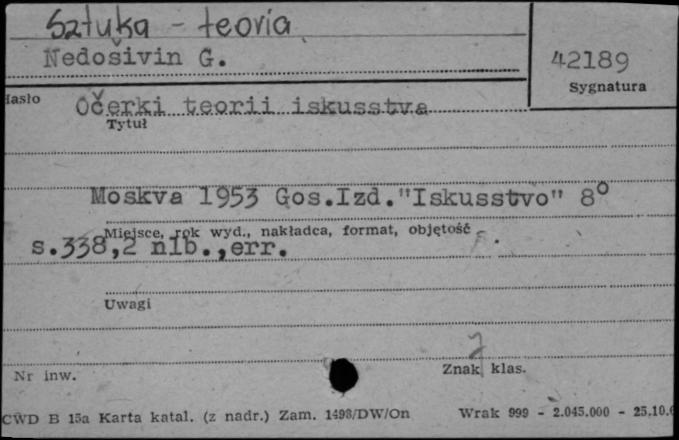 Sztuka - teoria
Nedošivin G.
42189
Sygnatura
Hasło
Očerki teorii iskusstva
Tytuł
Moskva 1953 Gos.Izd."Iskusstvo" 8°
Miejsce, rok wyd., nakładca, format, objętość
s.338,2 nlb.,err.
Uwagi
Nr inw.
Znak klas.
CWD B 15a Karta katal. (z nadr.) Zam. 1498/DW/On
Wrak 999 - 2.045.000 - 25.10.